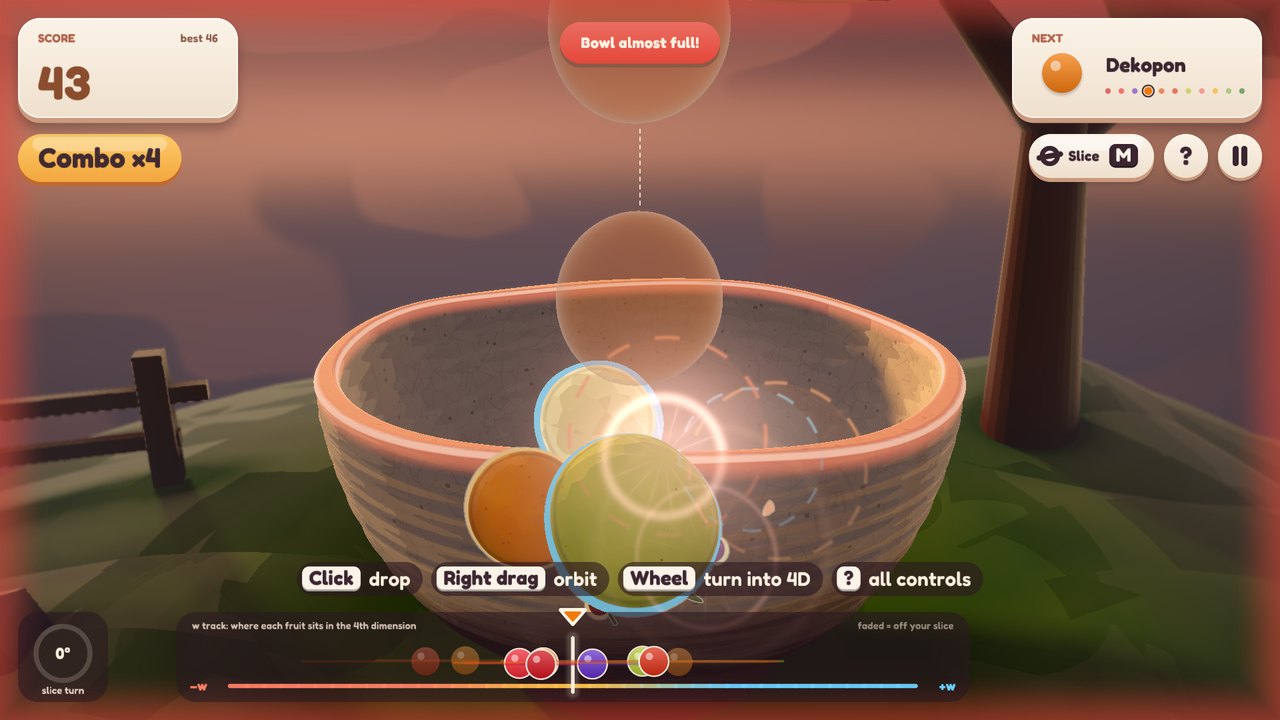 SCORE
best 46
43
Combo x4
Bowl almost full!
NEXT
Dekopon
Slice M
?
Click drop
Right drag orbit
Wheel turn into 4D
? all controls
w track: where each fruit sits in the 4th dimension
faded = off your slice
0°
slice turn
-w
+w